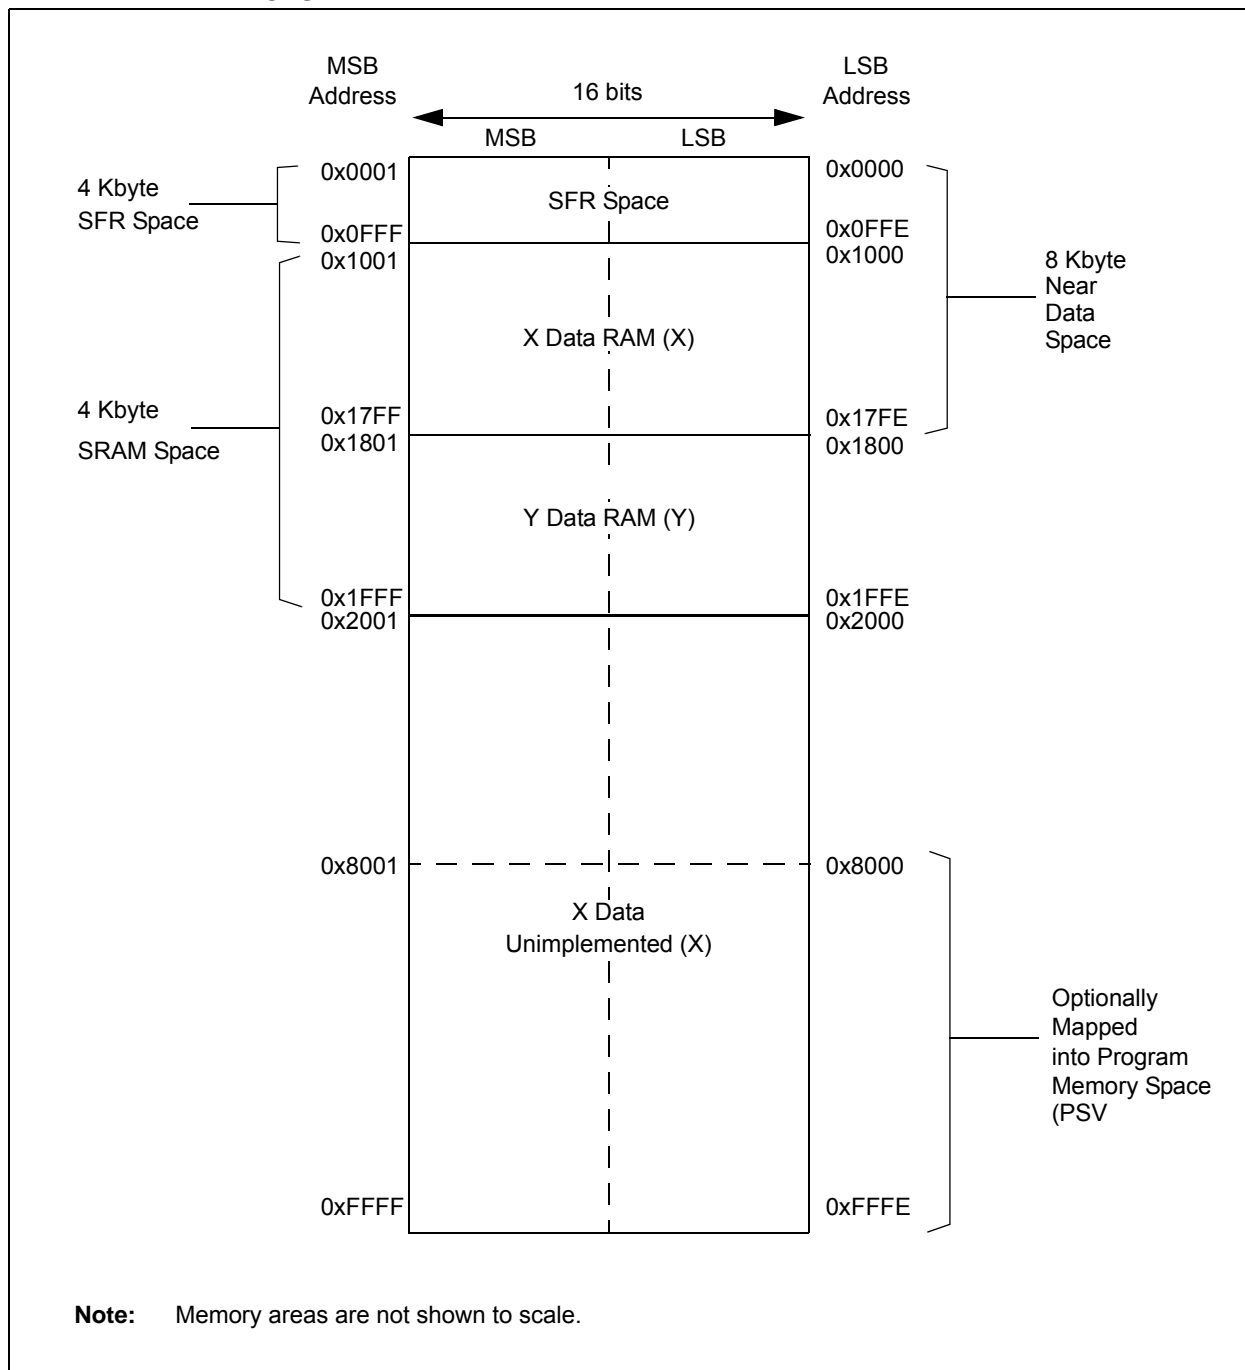 MSB
Address
16 bits
LSB
Address
MSB
LSB
4 Kbyte
SFR Space
0x0001
0x0FFF
0x1001
SFR Space
0x0000
0x0FFE
0x1000
8 Kbyte
Near
Data
Space
X Data RAM (X)
4 Kbyte
SRAM Space
0x17FF
0x1801
0x17FE
0x1800
Y Data RAM (Y)
0x1FFF
0x2001
0x1FFE
0x2000
0x8001
0x8000
X Data
Unimplemented (X)
Optionally
Mapped
into Program
Memory Space
(PSV
0xFFFF
0xFFFE
Note: Memory areas are not shown to scale.